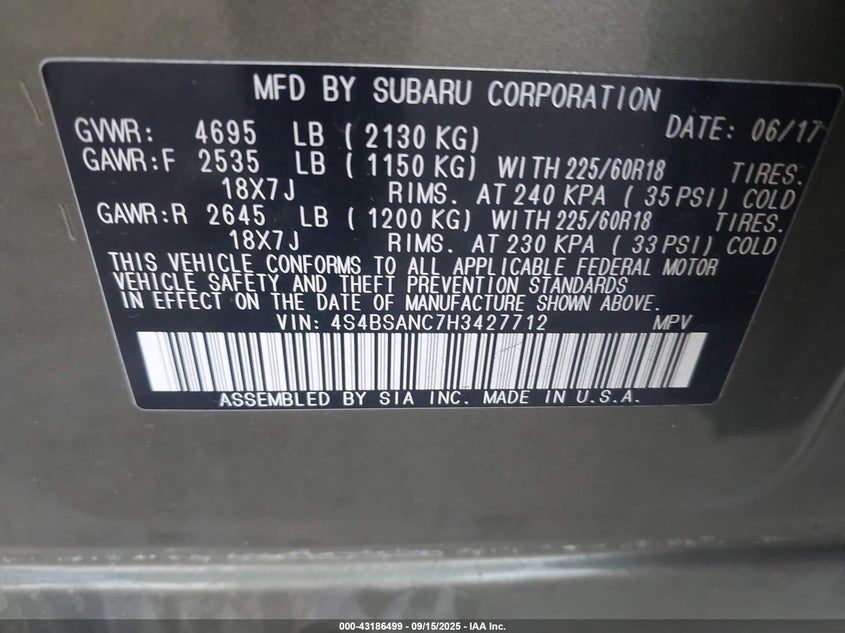 MFD BY SUBARU CORPORATION
GVWR: 4695 LB ( 2130 KG) DATE: 06/17
GAWR:F 2535 LB ( 1150 KG) WITH 225/60R18 TIRES.
18X7J RIMS. AT 240 KPA ( 35 PSI) COLD
GAWR:R 2645 LB ( 1200 KG) WITH 225/60R18 TIRES.
18X7J RIMS. AT 230 KPA ( 33 PSI) COLD
THIS VEHICLE CONFORMS TO ALL APPLICABLE FEDERAL MOTOR
VEHICLE SAFETY AND THEFT PREVENTION STANDARDS
IN EFFECT ON THE DATE OF MANUFACTURE SHOWN ABOVE.
VIN: 4S4BSANC7H3427712 MPV
ASSEMBLED BY SIA INC. MADE IN U.S.A.
000-43186499 - 09/15/2025 - IAA Inc.